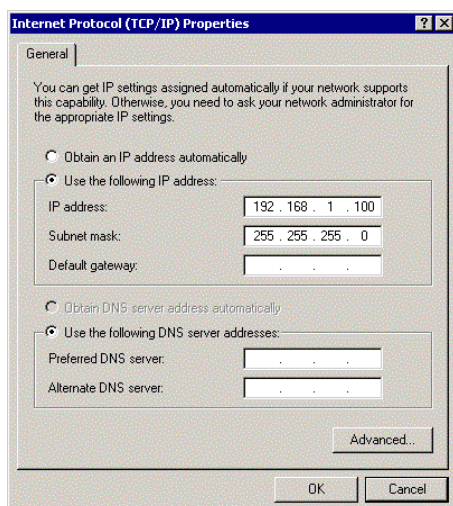 Internet Protocol (TCP/IP) Properties
General
You can get IP settings assigned automatically if your network supports
this capability. Otherwise, you need to ask your network administrator for
the appropriate IP settings.
Obtain an IP address automatically
Use the following IP address:
IP address: 192 . 168 . 1 . 100
Subnet mask: 255 . 255 . 255 . 0
Default gateway: . . .
Obtain DNS server address automatically
Use the following DNS server addresses:
Preferred DNS server: . . .
Alternate DNS server: . . .
Advanced...
OK Cancel